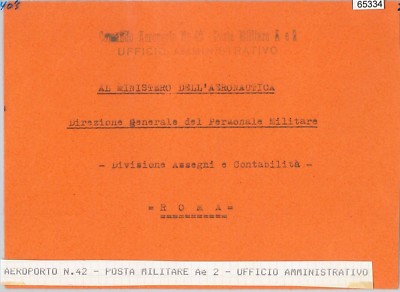 65334
UFFICIO AMMINISTRATIVO
AL MINISTERO DELL'AERONAUTICA
Direzione Generale del Personale Militare
- Divisione Assegni e Contabilità -
= R O M A =
AEROPORTO N.42 - POSTA MILITARE Ae 2 - UFFICIO AMMINISTRATIVO